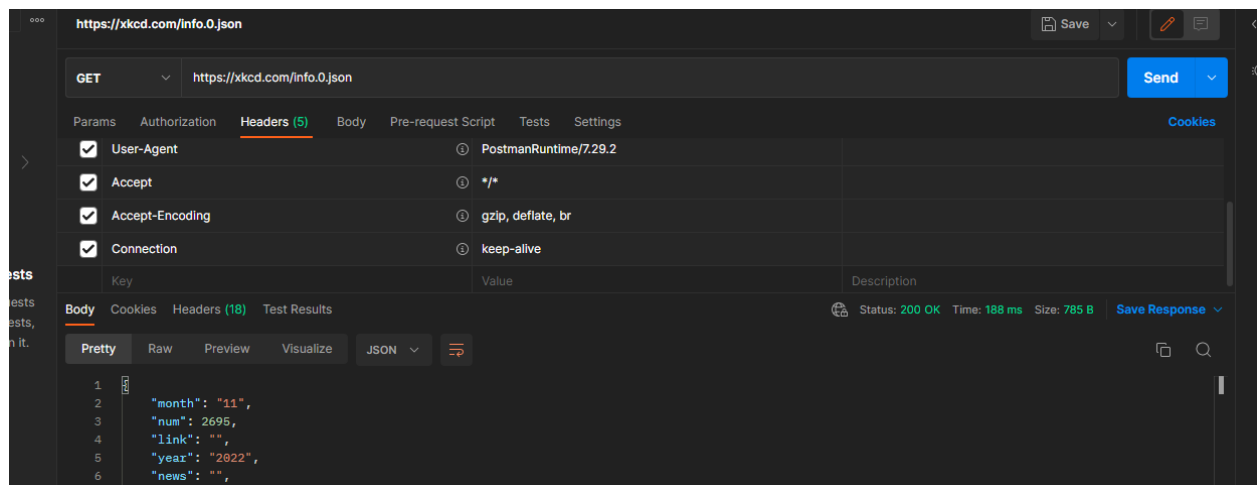 https://xkcd.com/info.0.json Save
GET https://xkcd.com/info.0.json Send
Params Authorization Headers (5) Body Pre-request Script Tests Settings Cookies
User-Agent PostmanRuntime/7.29.2
Accept */*
Accept-Encoding gzip, deflate, br
Connection keep-alive
Key Value Description
ests
uests
ests,
n it.
Body Cookies Headers (18) Test Results Status: 200 OK Time: 188 ms Size: 785 B Save Response
Pretty Raw Preview Visualize JSON
1 {
2 "month": "11",
3 "num": 2695,
4 "link": "",
5 "year": "2022",
6 "news": "",